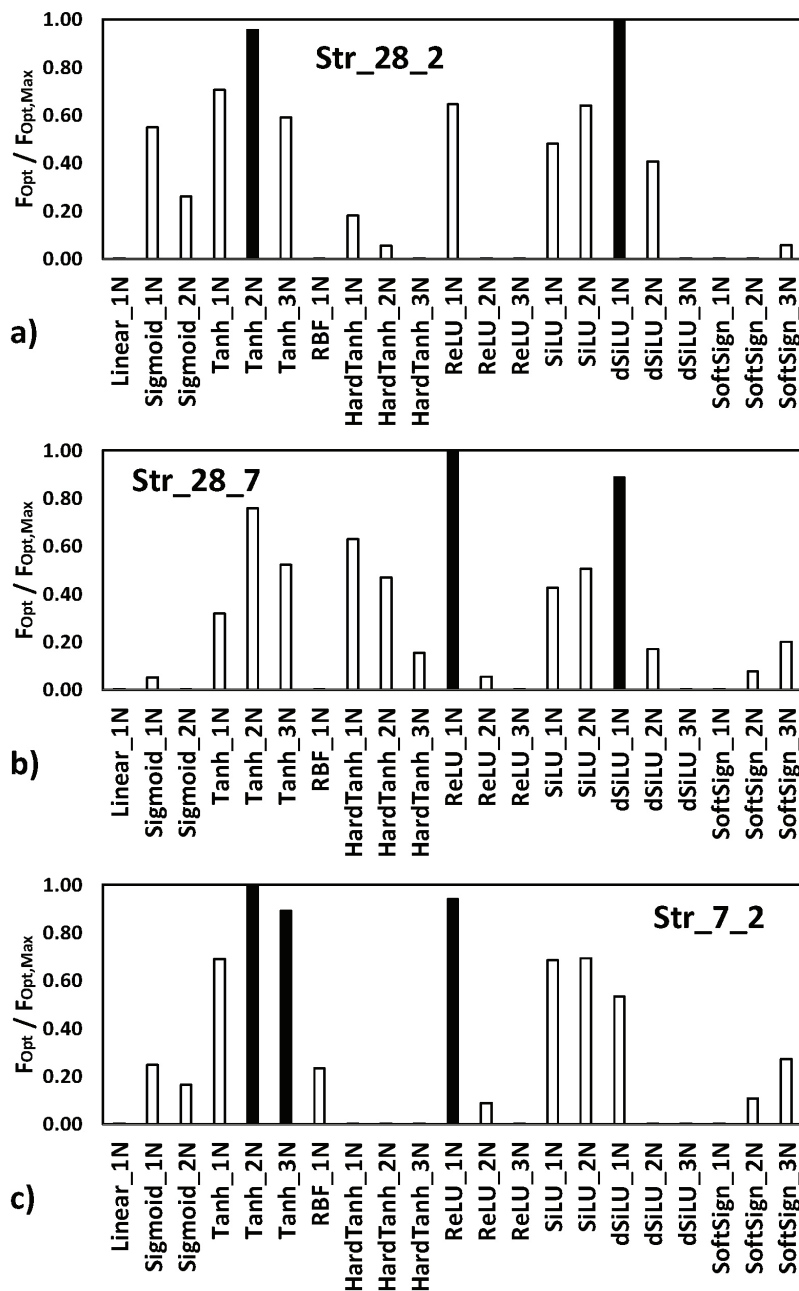 Str_28_2
FOpt / FOpt,Max
1.00
0.80
0.60
0.40
0.20
0.00
Linear_1N
Sigmoid_1N
Sigmoid_2N
Tanh_1N
Tanh_2N
Tanh_3N
RBF_1N
HardTanh_1N
HardTanh_2N
HardTanh_3N
ReLU_1N
ReLU_2N
ReLU_3N
SiLU_1N
SiLU_2N
dSiLU_1N
dSiLU_2N
dSiLU_3N
SoftSign_1N
SoftSign_2N
SoftSign_3N
a)
Str_28_7
FOpt / FOpt,Max
1.00
0.80
0.60
0.40
0.20
0.00
Linear_1N
Sigmoid_1N
Sigmoid_2N
Tanh_1N
Tanh_2N
Tanh_3N
RBF_1N
HardTanh_1N
HardTanh_2N
HardTanh_3N
ReLU_1N
ReLU_2N
ReLU_3N
SiLU_1N
SiLU_2N
dSiLU_1N
dSiLU_2N
dSiLU_3N
SoftSign_1N
SoftSign_2N
SoftSign_3N
b)
Str_7_2
FOpt / FOpt,Max
1.00
0.80
0.60
0.40
0.20
0.00
Linear_1N
Sigmoid_1N
Sigmoid_2N
Tanh_1N
Tanh_2N
Tanh_3N
RBF_1N
HardTanh_1N
HardTanh_2N
HardTanh_3N
ReLU_1N
ReLU_2N
ReLU_3N
SiLU_1N
SiLU_2N
dSiLU_1N
dSiLU_2N
dSiLU_3N
SoftSign_1N
SoftSign_2N
SoftSign_3N
c)